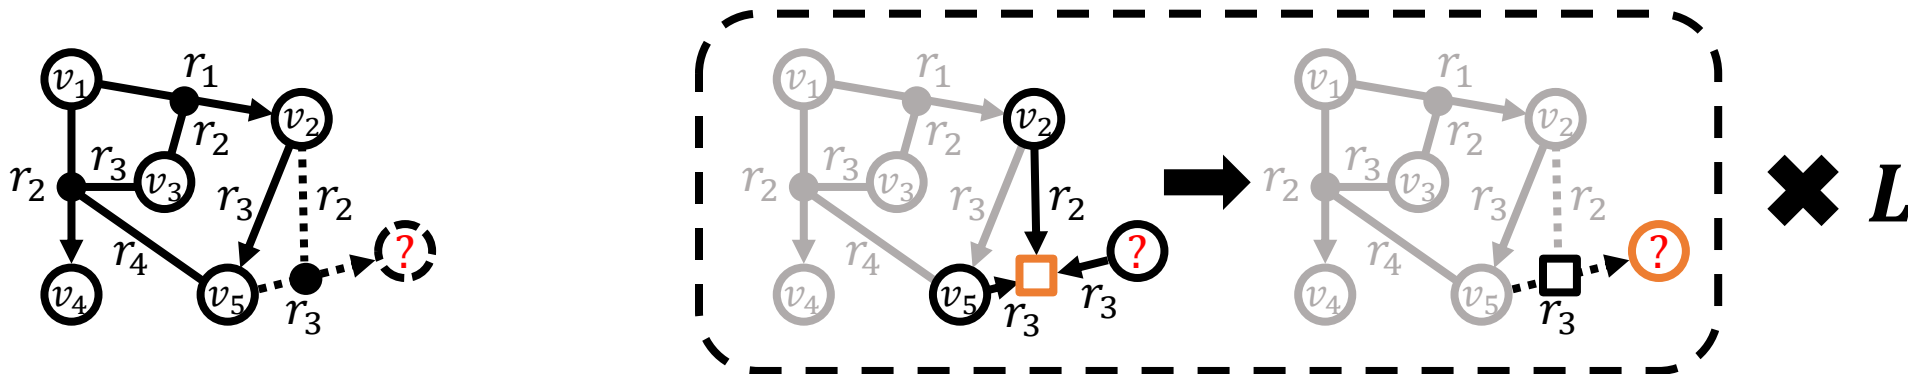 v₁ r₁ v₂ r₂ r₃ v₃ r₂ r₃ r₂ ? r₄ v₄ v₅ r₃
v₁ r₁ v₂ r₂ r₃ v₃ r₂ r₃ r₂ ? r₄ v₄ v₅ r₃ r₃
v₁ r₁ v₂ r₂ r₃ v₃ r₂ r₃ r₂ ? r₄ v₄ v₅ r₃
✖ L